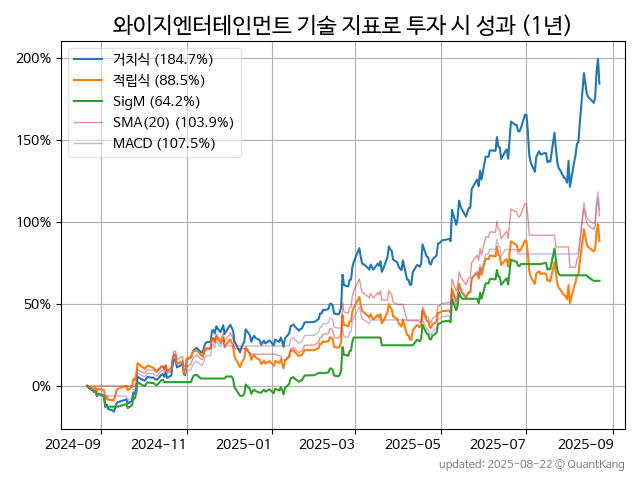 와이지엔터테인먼트 기술 지표로 투자 시 성과 (1년)
거치식 (184.7%)
적립식 (88.5%)
SigM (64.2%)
SMA(20) (103.9%)
MACD (107.5%)
200%
150%
100%
50%
0%
2024-09 2024-11 2025-01 2025-03 2025-05 2025-07 2025-09
updated: 2025-08-22 © QuantKang